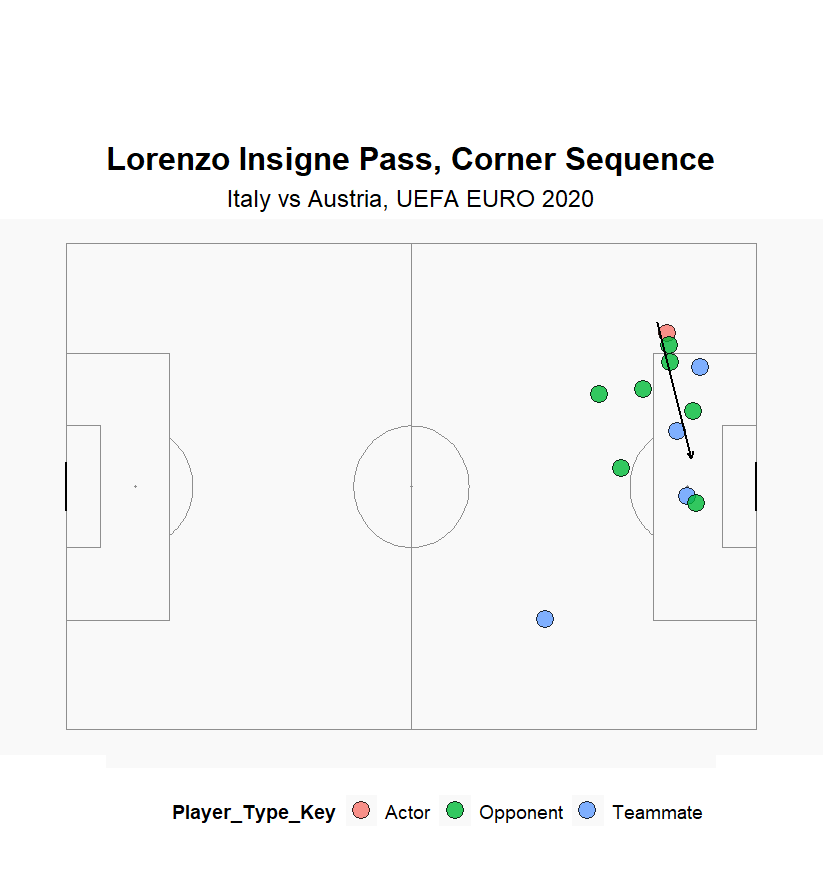 Lorenzo Insigne Pass, Corner Sequence
Italy vs Austria, UEFA EURO 2020
Player_Type_Key Actor Opponent Teammate